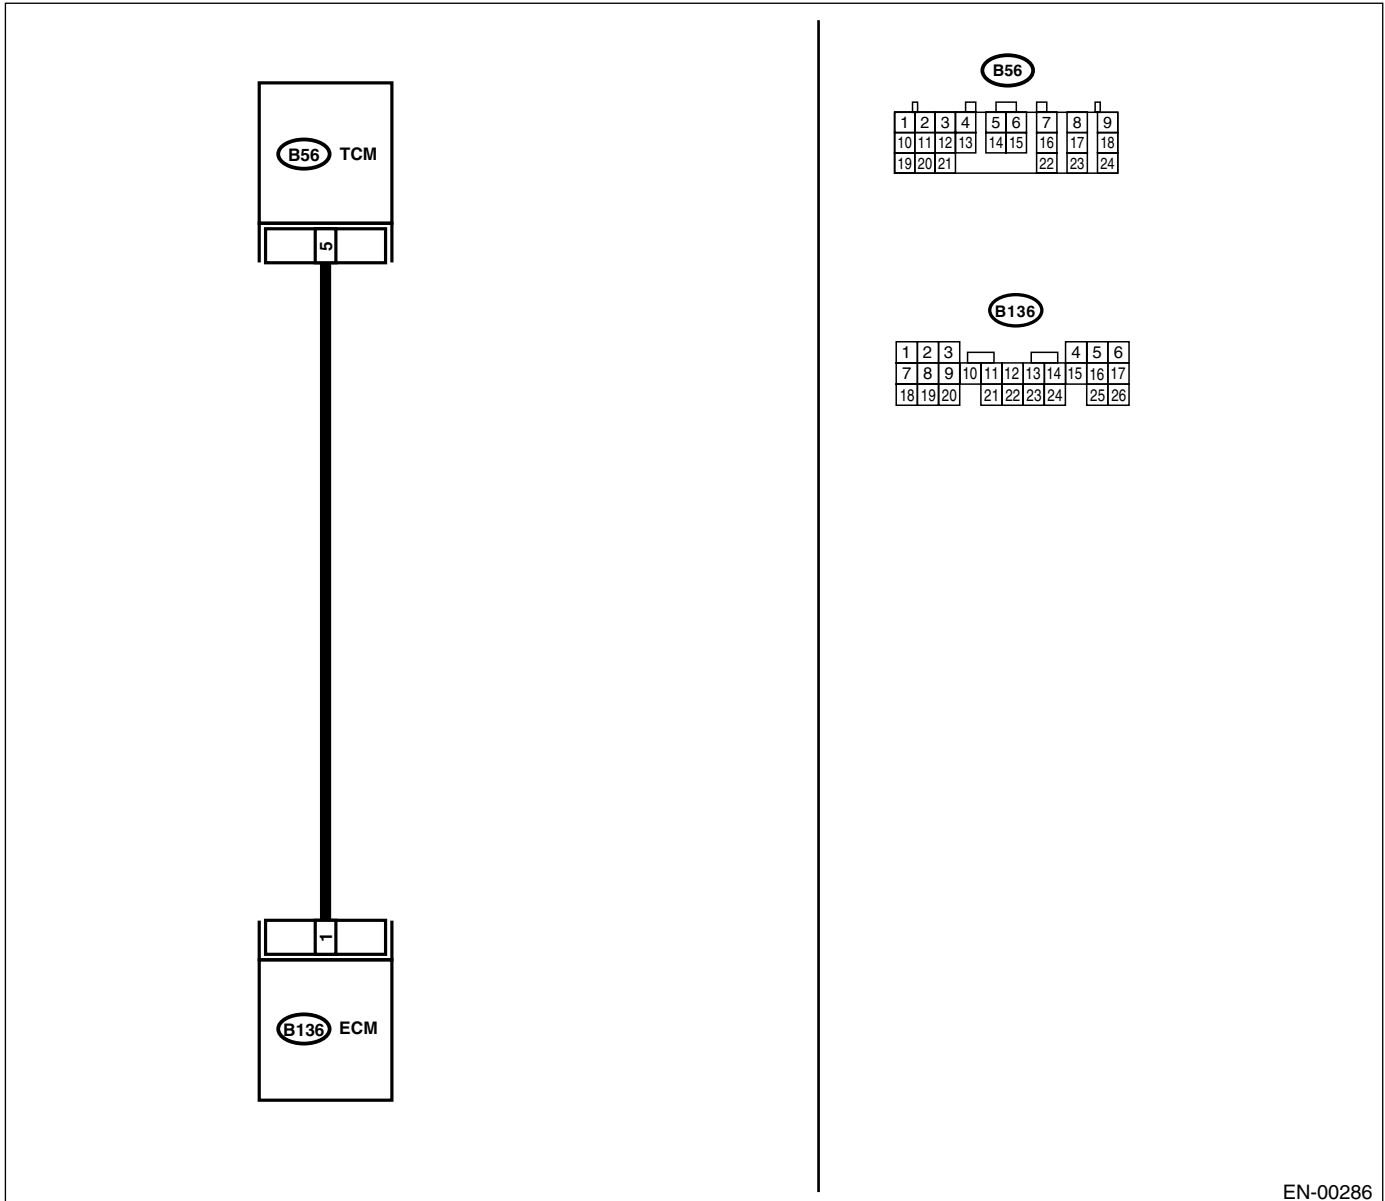 B56 TCM
5
1
B136 ECM
B56
1 2 3 4 5 6 7 8 9
10 11 12 13 14 15 16 17 18
19 20 21 22 23 24
B136
1 2 3 4 5 6
7 8 9 10 11 12 13 14 15 16 17
18 19 20 21 22 23 24 25 26
EN-00286